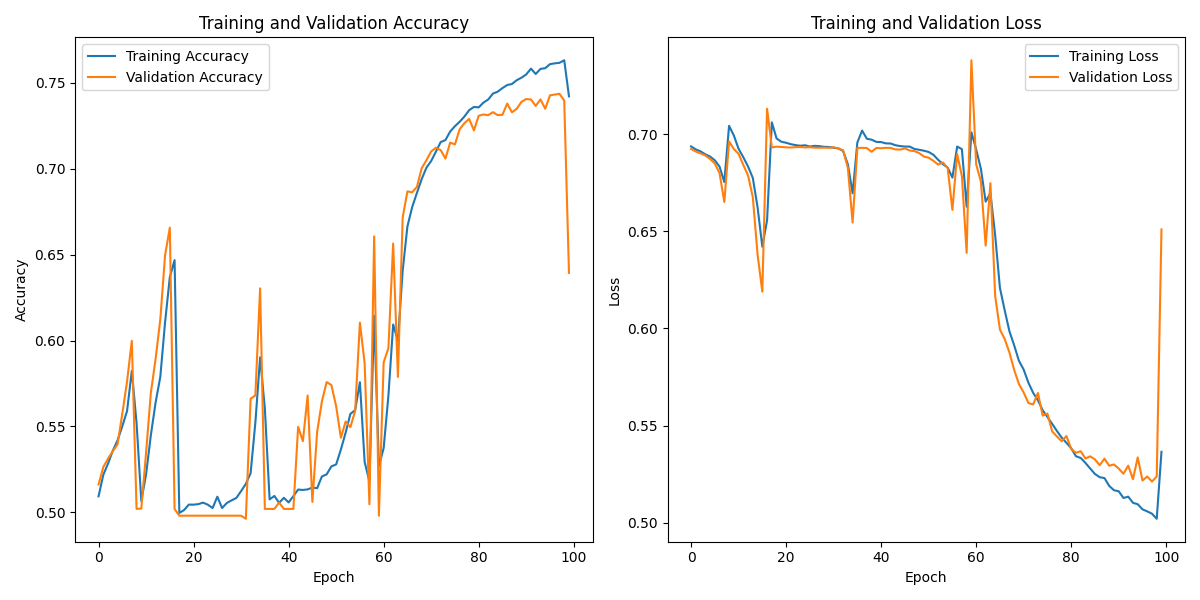 Training and Validation Accuracy
Training Accuracy
Validation Accuracy
0.75
0.70
0.65
0.60
0.55
0.50
Accuracy
0 20 40 60 80 100
Epoch
Training and Validation Loss
Training Loss
Validation Loss
0.70
0.65
0.60
0.55
0.50
Loss
0 20 40 60 80 100
Epoch